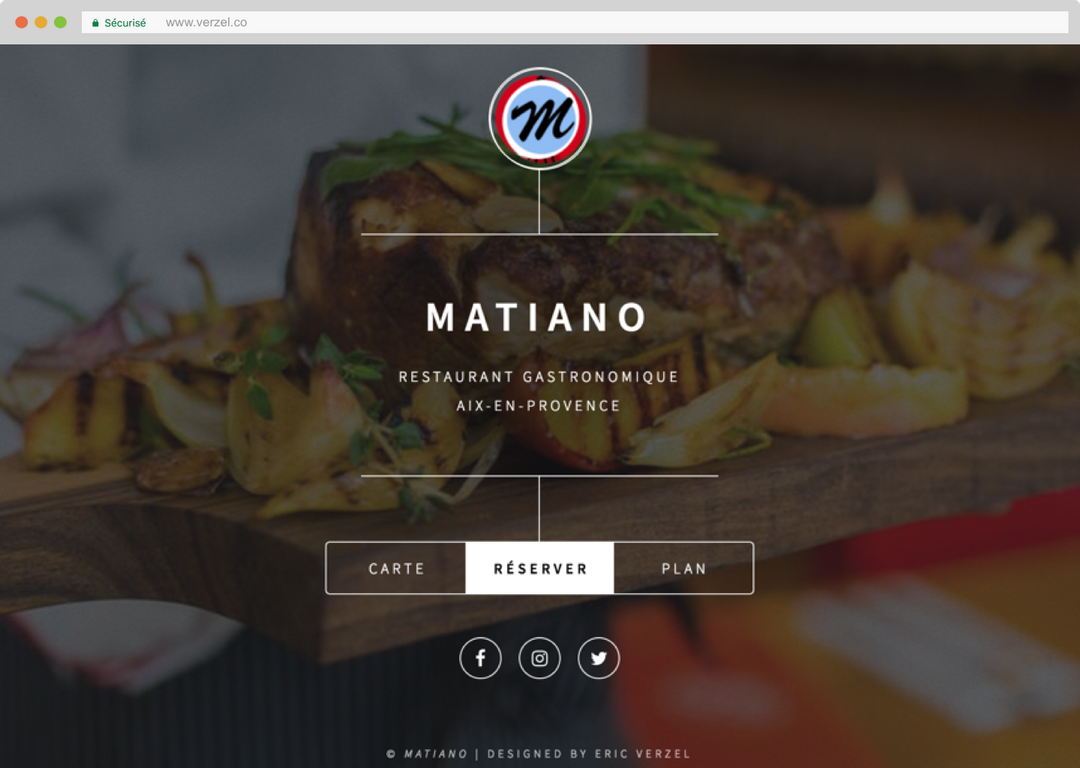 Sécurisé www.verzel.co
M
MATIANO
RESTAURANT GASTRONOMIQUE
AIX-EN-PROVENCE
CARTE RÉSERVER PLAN
© MATIANO | DESIGNED BY ERIC VERZEL